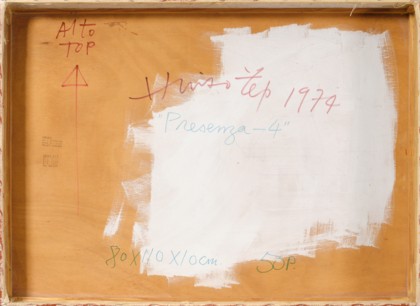 Alto
TOP
1974
"Presenza-4"
80X110X10cm. 50P.